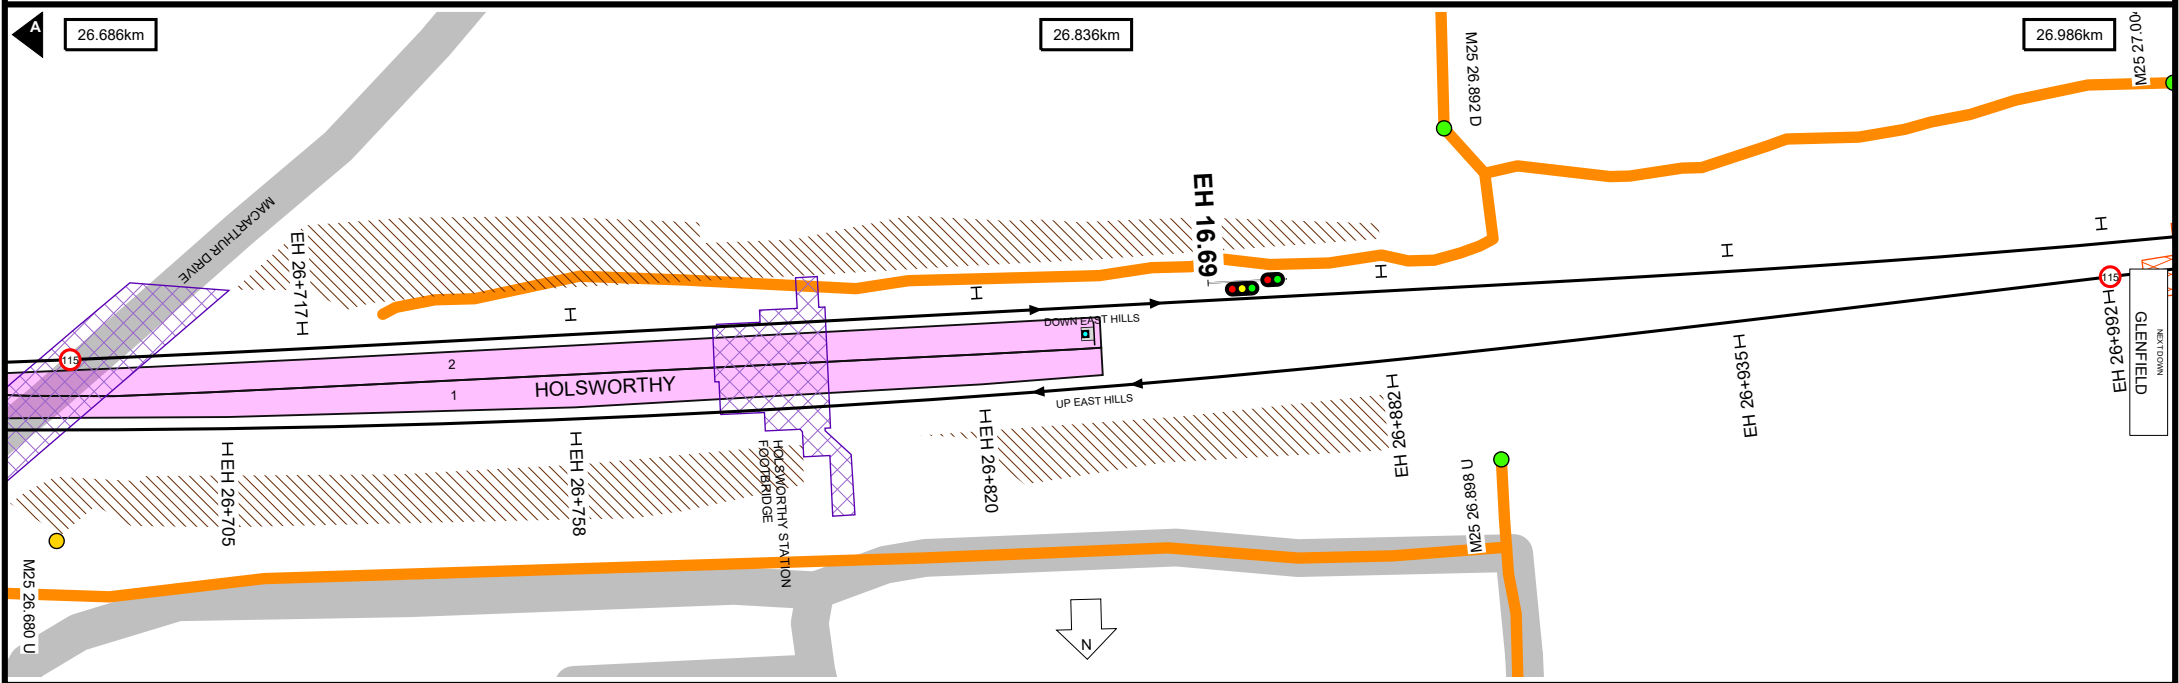 A
26.686km
26.836km
26.986km
M25 26.892 D
MACARTHUR DRIVE
EH 26+717
EH 16.69
115
2
1
HOLSWORTHY
DOWN EAST HILLS
UP EAST HILLS
115
EH 26+705
EH 26+758
HOLSWORTHY STATION
FOOTBRIDGE
EH 26+820
EH 26+882
EH 26+935
EH 26+992
NEXT DOWN
GLENFIELD
M25 26.898 U
M25 26.680 U
N